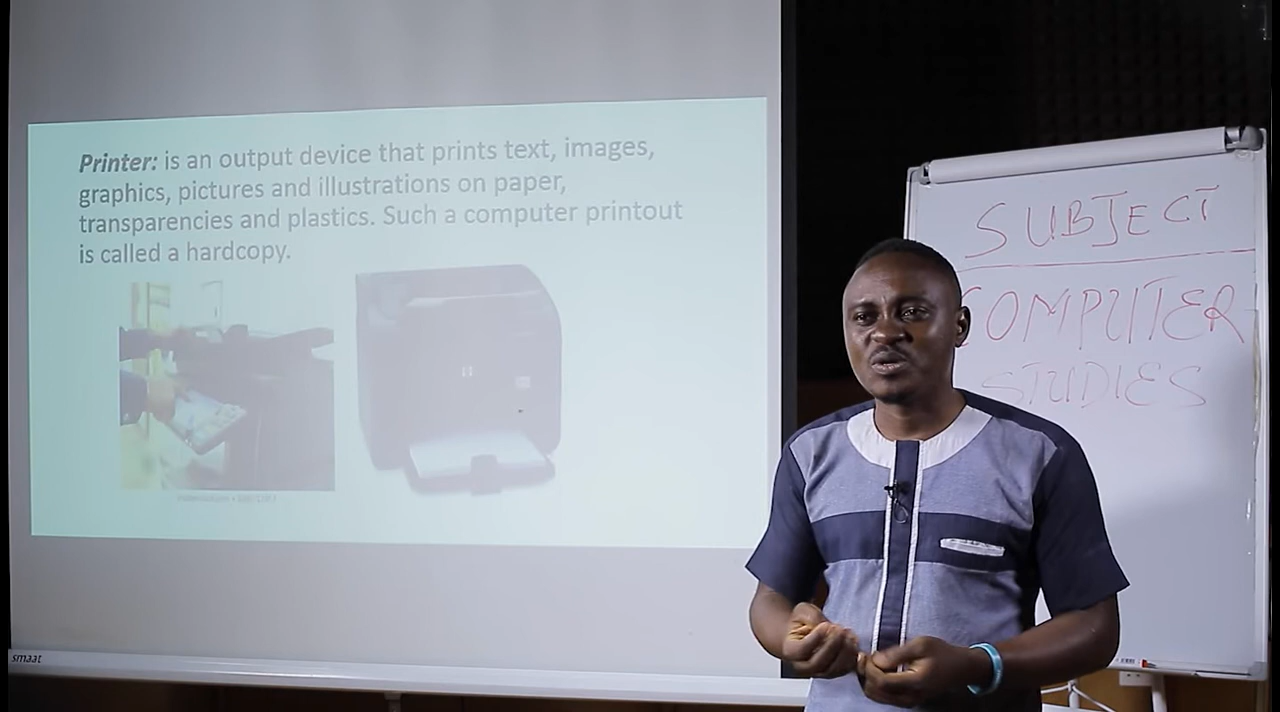 Printer: is an output device that prints text, images,
graphics, pictures and illustrations on paper,
transparencies and plastics. Such a computer printout
is called a hardcopy.
smaat
SUBJECT
COMPUTER
STUDIES